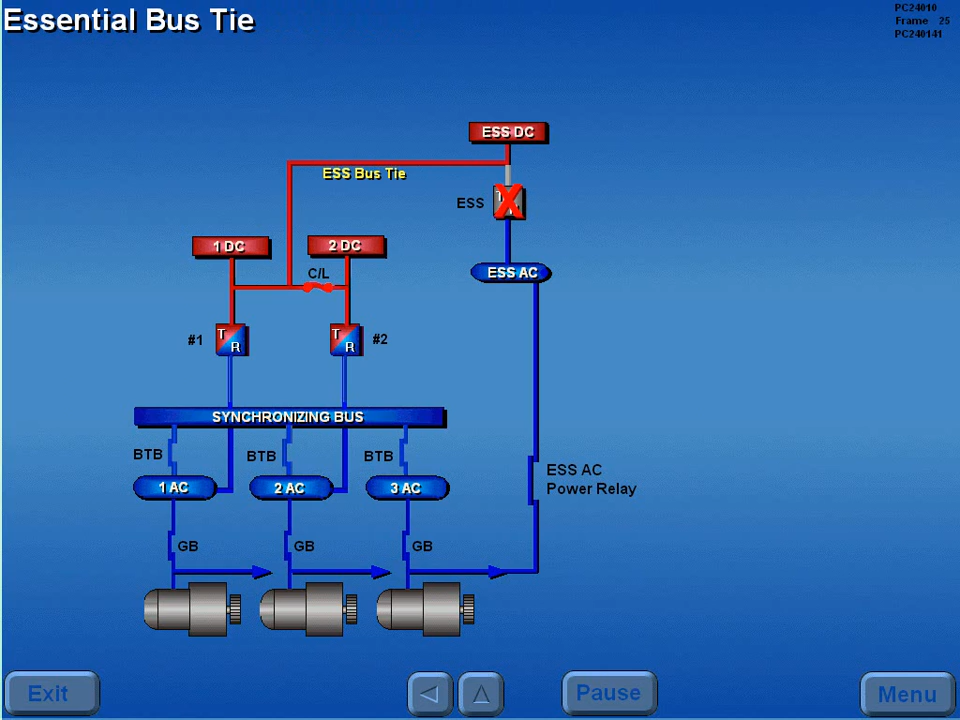 Essential Bus Tie
PC24010
Frame 25
PC240141
ESS DC
ESS Bus Tie
ESS
T
X
1 DC
2 DC
C/L
ESS AC
#1
T
R
T
R
#2
SYNCHRONIZING BUS
BTB
BTB
BTB
ESS AC
Power Relay
1 AC
2 AC
3 AC
GB
GB
GB
Exit
Pause
Menu